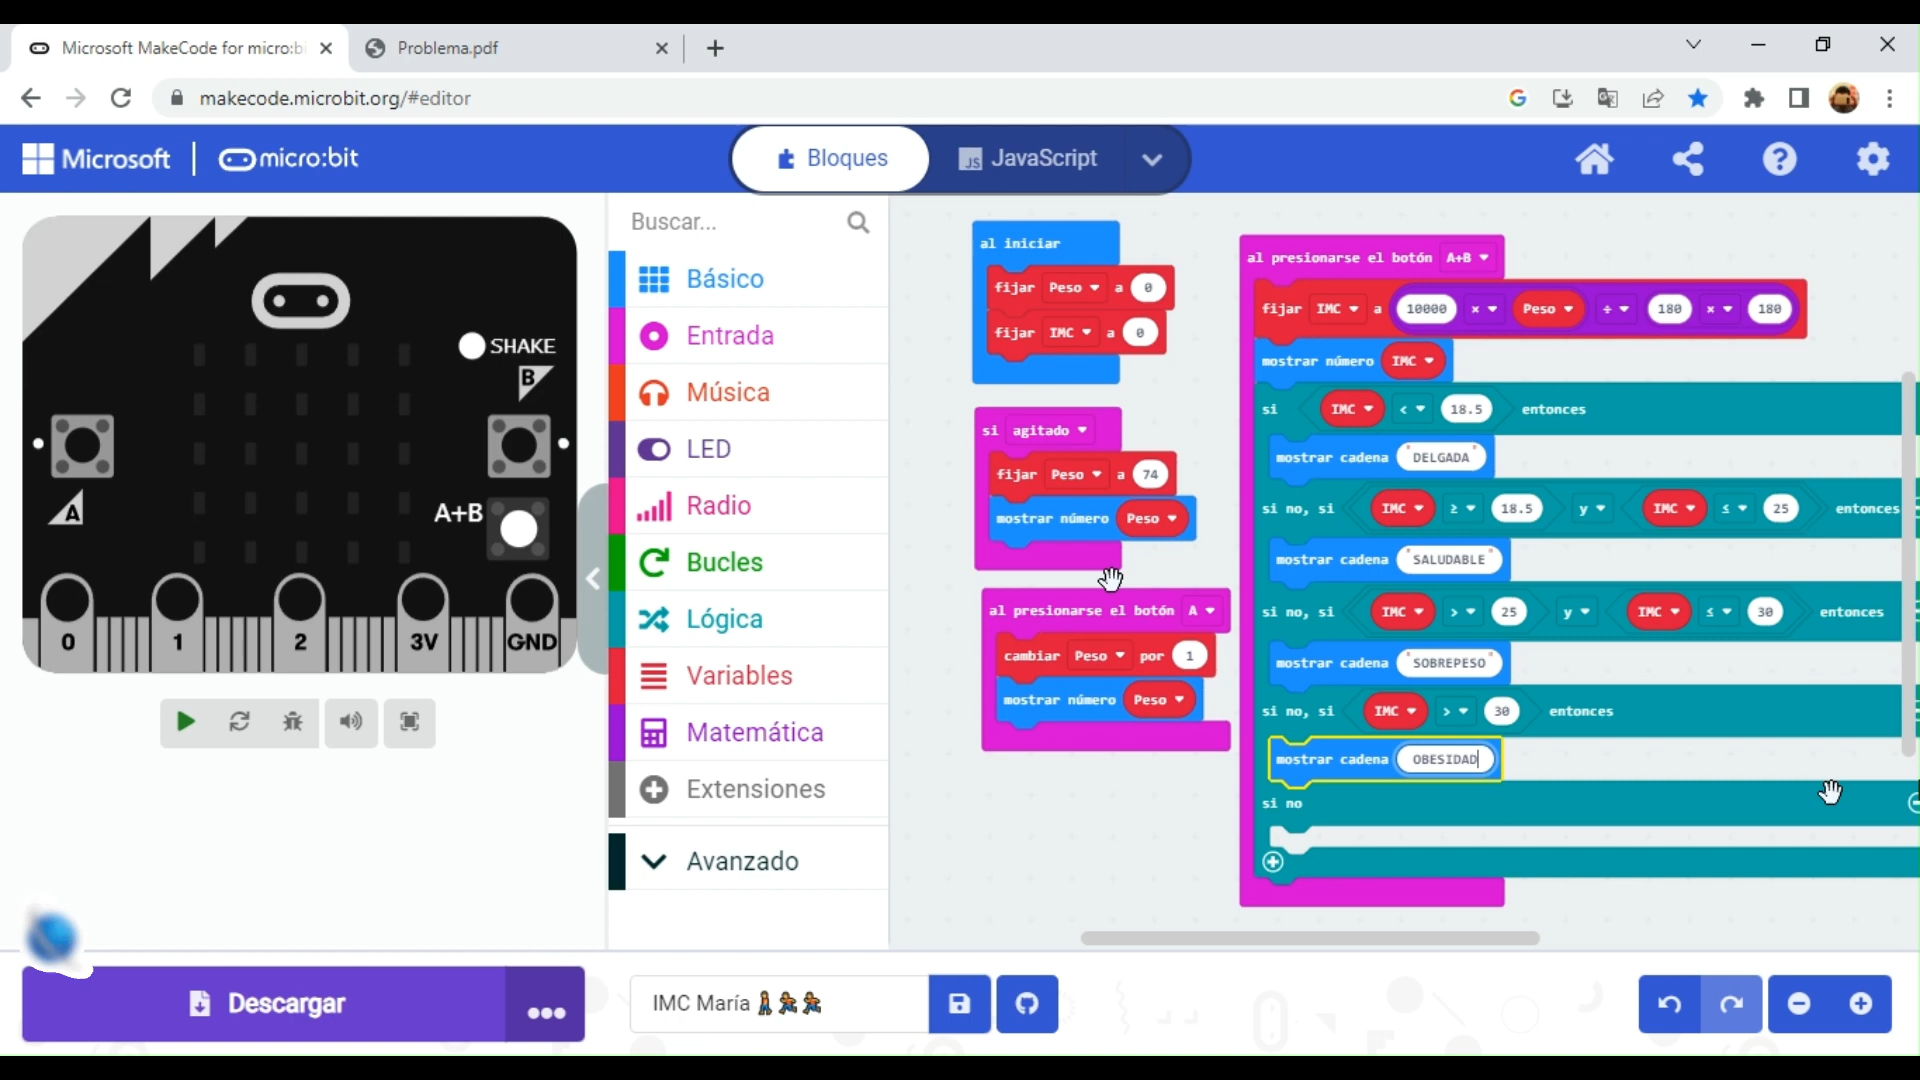 Microsoft MakeCode for micro:bi
Problema.pdf
makecode.microbit.org/#editor
Microsoft
micro:bit
Bloques
JS JavaScript
SHAKE
B
A
A+B
0 1 2 3V GND
Buscar...
Básico
Entrada
Música
LED
Radio
Bucles
Lógica
Variables
Matemática
Extensiones
Avanzado
al iniciar
fijar Peso a 0
fijar IMC a 0
si agitado
fijar Peso a 74
mostrar número Peso
al presionarse el botón A
cambiar Peso por 1
mostrar número Peso
al presionarse el botón A+B
fijar IMC a 10000 × Peso ÷ 180 × 180
mostrar número IMC
si IMC < 18.5 entonces
mostrar cadena "DELGADA"
si no, si IMC ≥ 18.5 y IMC ≤ 25 entonces
mostrar cadena "SALUDABLE"
si no, si IMC > 25 y IMC ≤ 30 entonces
mostrar cadena "SOBREPESO"
si no, si IMC > 30 entonces
mostrar cadena OBESIDAD
si no
Descargar
IMC María